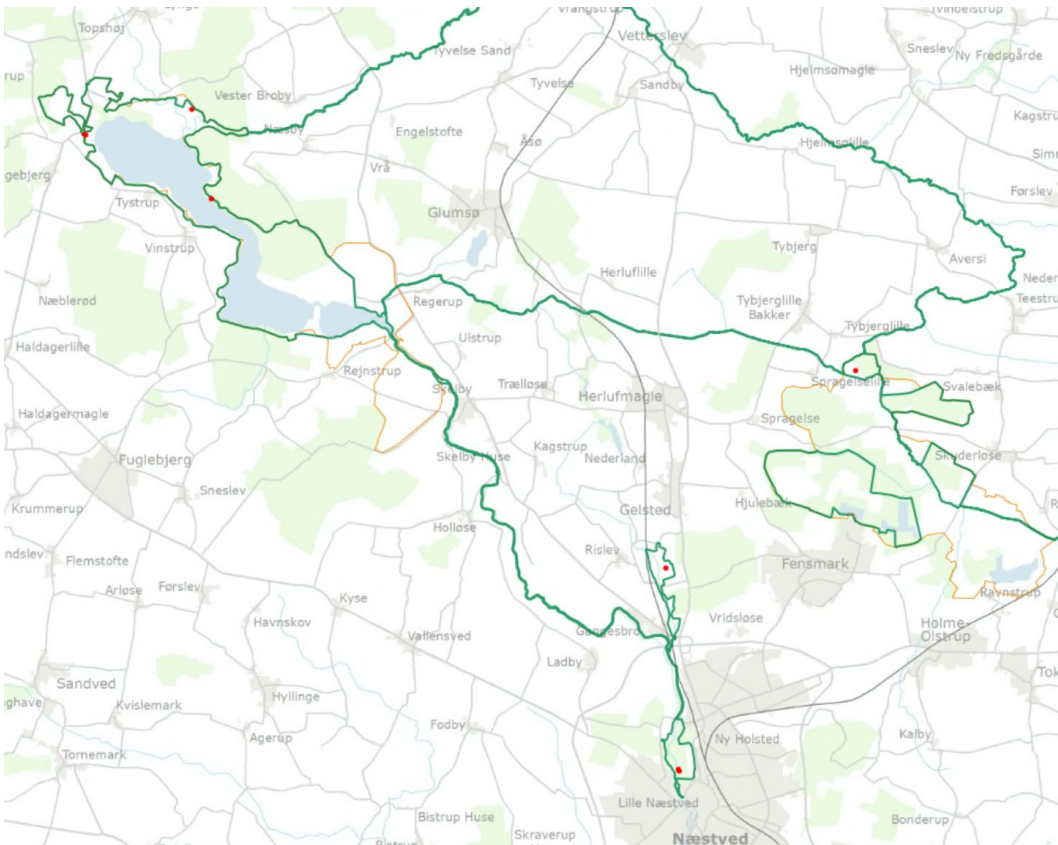 Topshøj
Tyvelse Sand
Vetterslev
Vindelstrup
Sneslev
Ny Fredsgårde
Hjelmsømagle
Tyvelse
Sandby
Vester Broby
Næsby
Engelstofte
Åsø
Hjelmsølille
Vrå
Førslev
Tystrup
Glumsø
Vinstrup
Tybjerg
Aversi
Herluflille
Næblerød
Regerup
Tybjerglille
Bakker
Tybjerglille
Haldagerlille
Ulstrup
Rejnstrup
Skelby
Trælløse
Herlufmagle
Spragelselille
Svalebæk
Haldagermagle
Spragelse
Kagstrup
Skelby Huse
Nederland
Skuderløse
Fuglebjerg
Sneslev
Hjulebæk
Krummerup
Gelsted
Holløse
Rislev
Flemstofte
Fensmark
Arløse
Førslev
Kyse
Ravnstrup
Havnskov
Vridsløse
Holme-
Olstrup
Vallensved
Gangesbro
Ladby
Sandved
Hyllinge
Kvislemark
Fodby
Agerup
Ny Holsted
Kalby
Tornemark
Lille Næstved
Bistrup Huse
Skraverup
Bonderup
Næstved